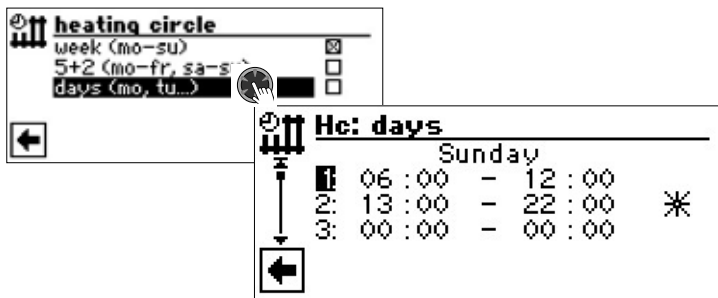 heating circle
week (mo-su)
5+2 (mo-fr, sa-su)
days (mo, tu...)
Hc: days
Sunday
1: 06:00 - 12:00
2: 13:00 - 22:00
3: 00:00 - 00:00